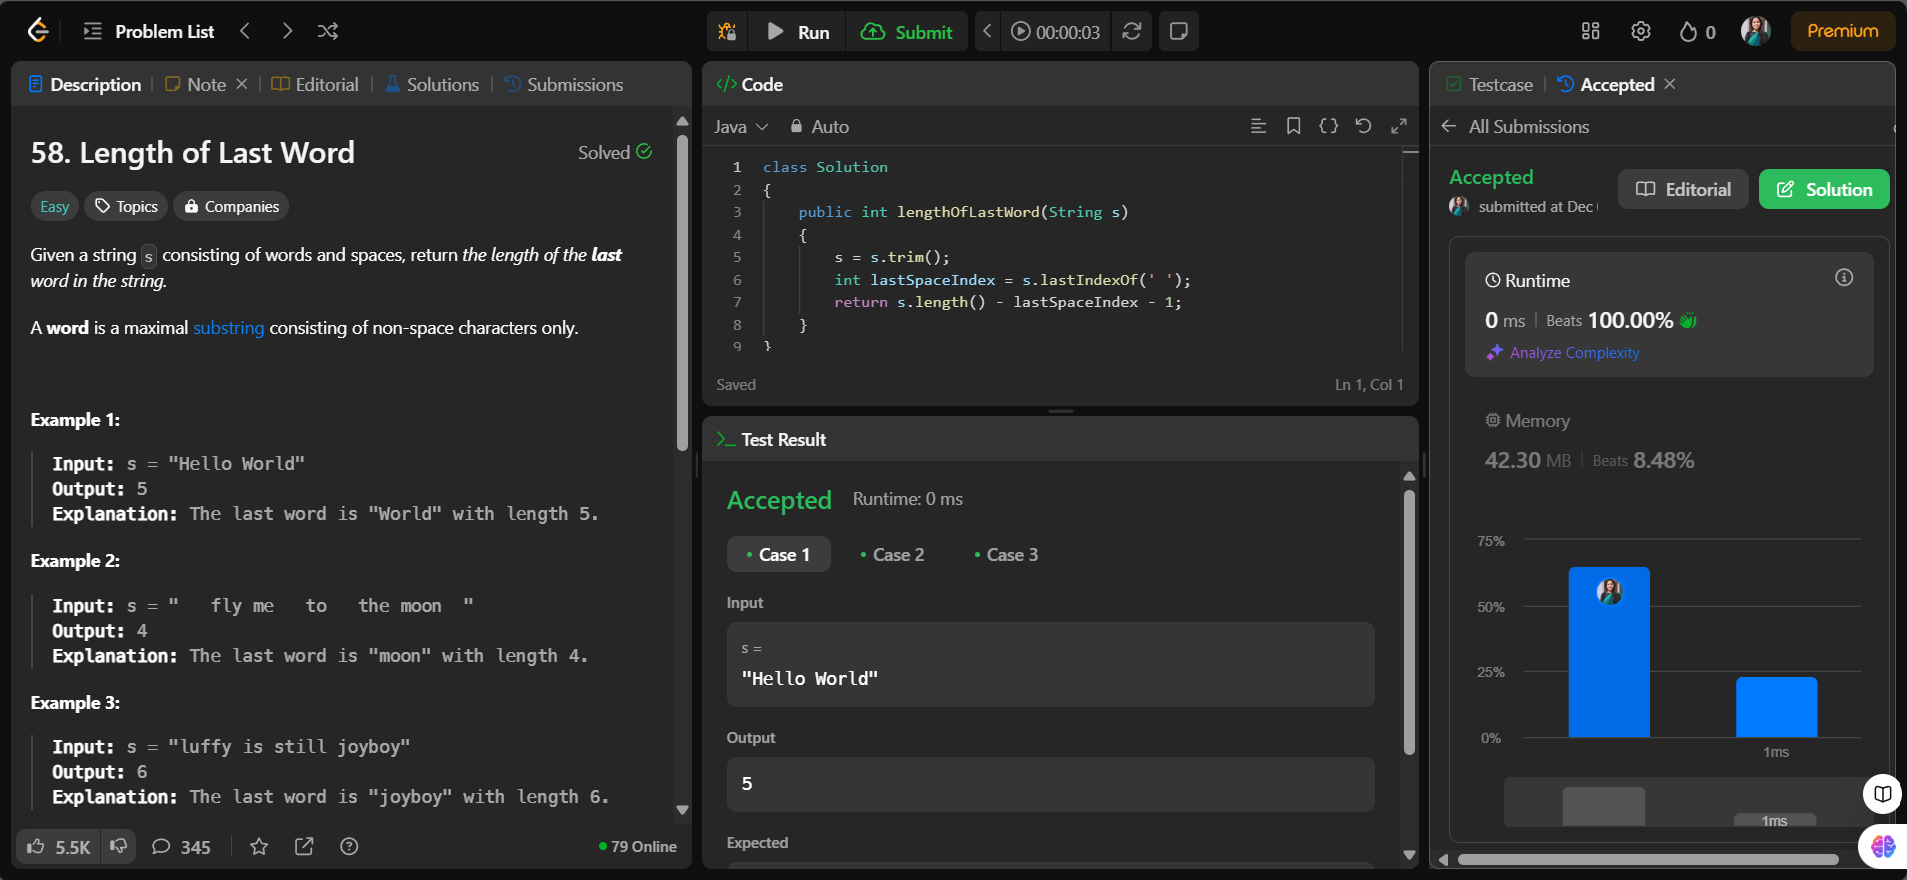 Problem List
Run
Submit
00:00:03
0
Premium
Description
Note
Editorial
Solutions
Submissions
58. Length of Last Word
Solved
Easy
Topics
Companies
Given a string s consisting of words and spaces, return the length of the last
word in the string.
A word is a maximal substring consisting of non-space characters only.
Example 1:
Input: s = "Hello World"
Output: 5
Explanation: The last word is "World" with length 5.
Example 2:
Input: s = "   fly me   to   the moon  "
Output: 4
Explanation: The last word is "moon" with length 4.
Example 3:
Input: s = "luffy is still joyboy"
Output: 6
Explanation: The last word is "joyboy" with length 6.
5.5K
345
79 Online
</> Code
Java
Auto
1 class Solution
2 {
3     public int lengthOfLastWord(String s)
4     {
5         s = s.trim();
6         int lastSpaceIndex = s.lastIndexOf(' ');
7         return s.length() - lastSpaceIndex - 1;
8     }
9 }
Saved
Ln 1, Col 1
Test Result
Accepted
Runtime: 0 ms
Case 1
Case 2
Case 3
Input
s =
"Hello World"
Output
5
Expected
Testcase
Accepted
All Submissions
Accepted
submitted at Dec
Editorial
Solution
Runtime
0 ms
Beats 100.00%
Analyze Complexity
Memory
42.30 MB
Beats 8.48%
75%
50%
25%
0%
1ms
1ms